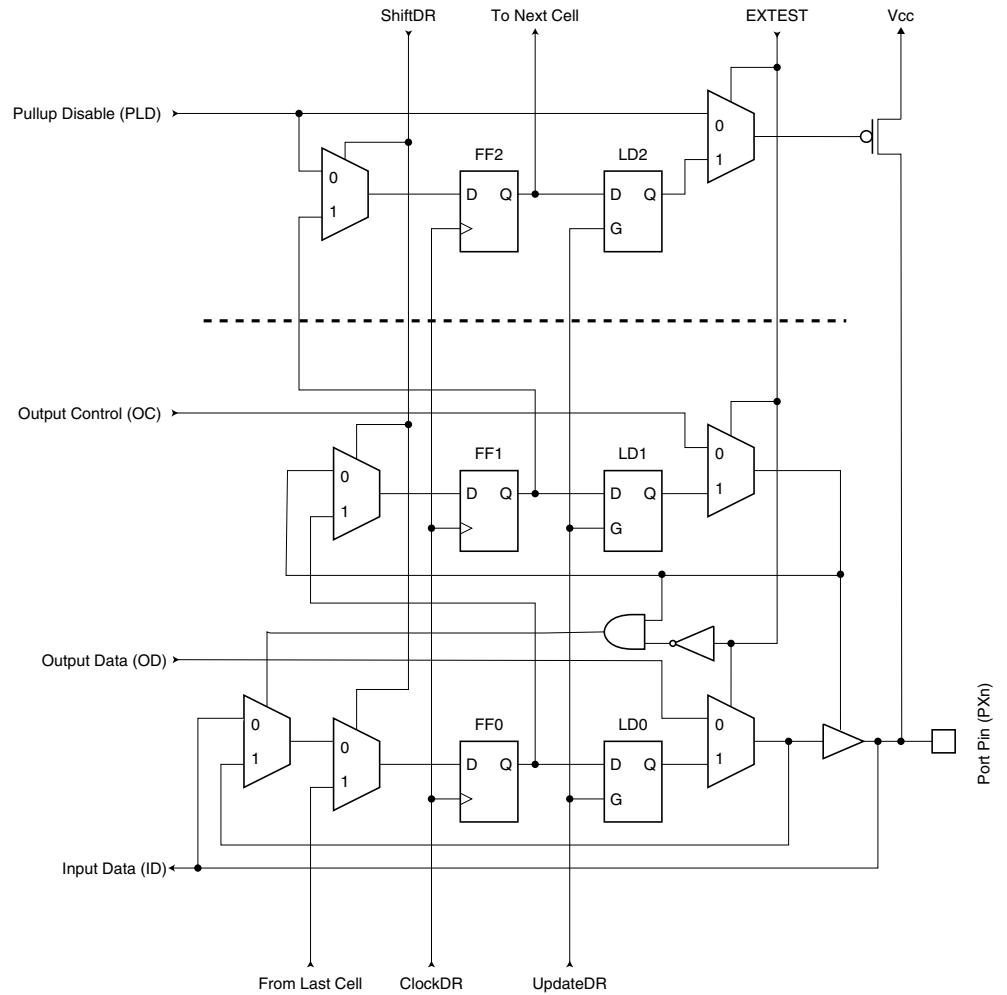 ShiftDR To Next Cell EXTEST Vcc
Pullup Disable (PLD)
0
FF2 LD2
1
0
D Q D Q
1
G
Output Control (OC)
0
FF1 LD1
0
D Q D Q 1
1
G
Output Data (OD)
0 0
0
FF0 LD0
1 1
D Q D Q
1
G
Port Pin (PXn)
Input Data (ID)
From Last Cell ClockDR UpdateDR